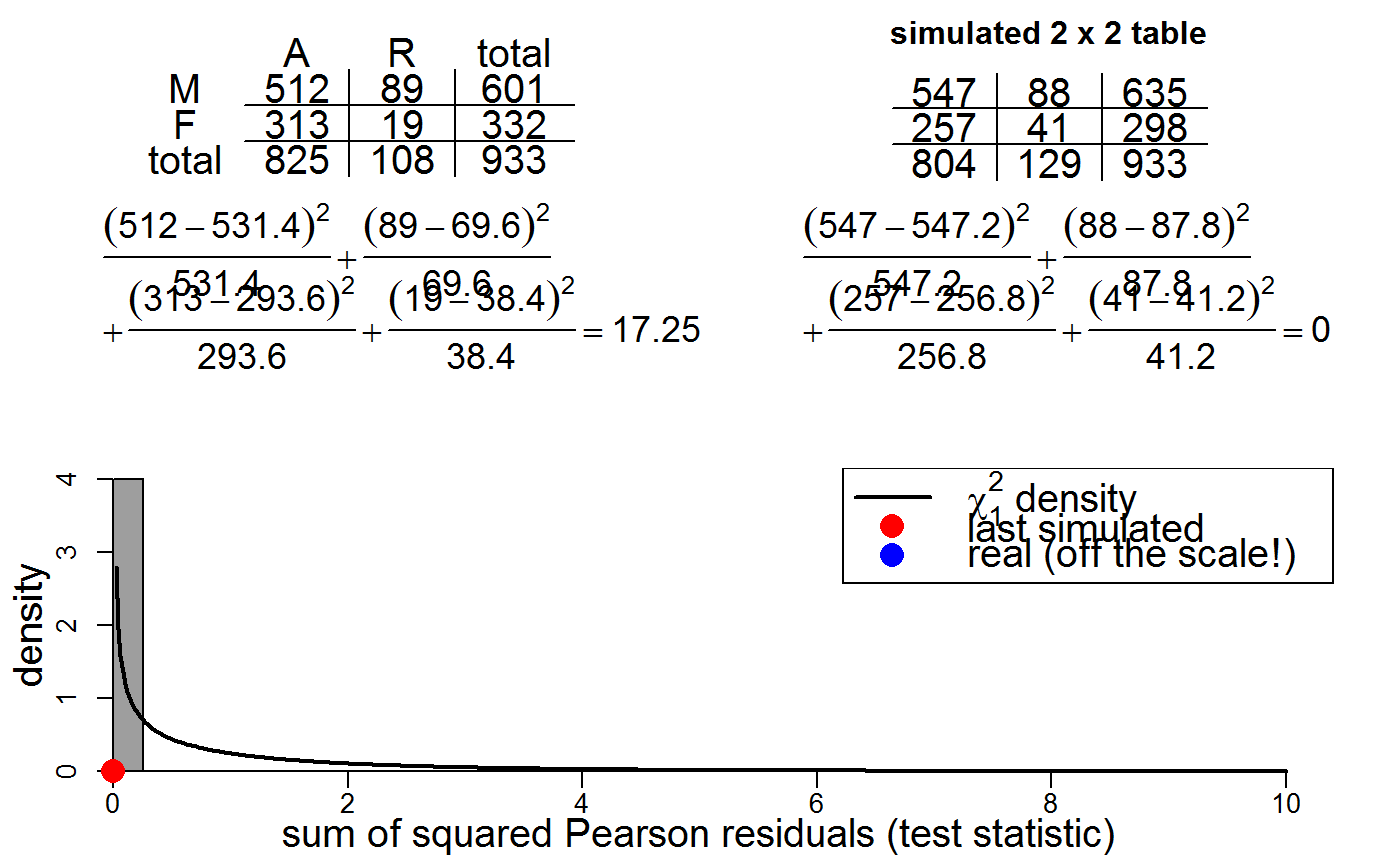 simulated 2 x 2 table
A R total
M 512 89 601
F 313 19 332
total 825 108 933
547 88 635
257 41 298
804 129 933
(512 − 531.4)² / 531.4 + (89 − 69.6)² / 69.6
+ (313 − 293.6)² / 293.6 + (19 − 38.4)² / 38.4 = 17.25
(547 − 547.2)² / 547.2 + (88 − 87.8)² / 87.8
+ (257 − 256.8)² / 256.8 + (41 − 41.2)² / 41.2 = 0
χ²₁ density
last simulated
real (off the scale!)
density
4
3
2
1
0
0 2 4 6 8 10
sum of squared Pearson residuals (test statistic)